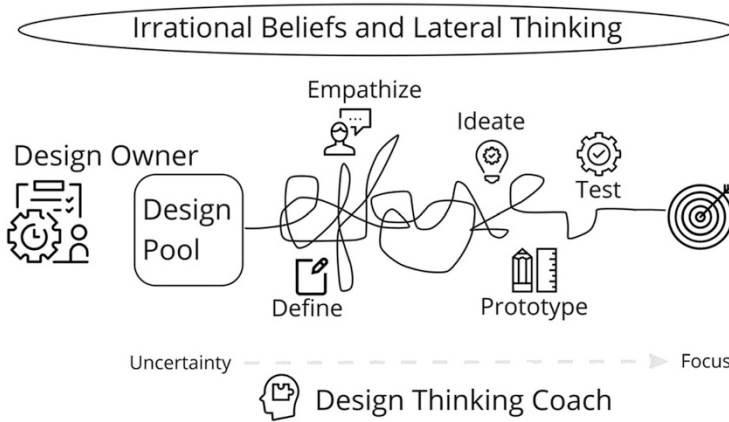 Irrational Beliefs and Lateral Thinking
Empathize
Ideate
Design Owner
Test
Design
Pool
Define
Prototype
Uncertainty
Focus
Design Thinking Coach